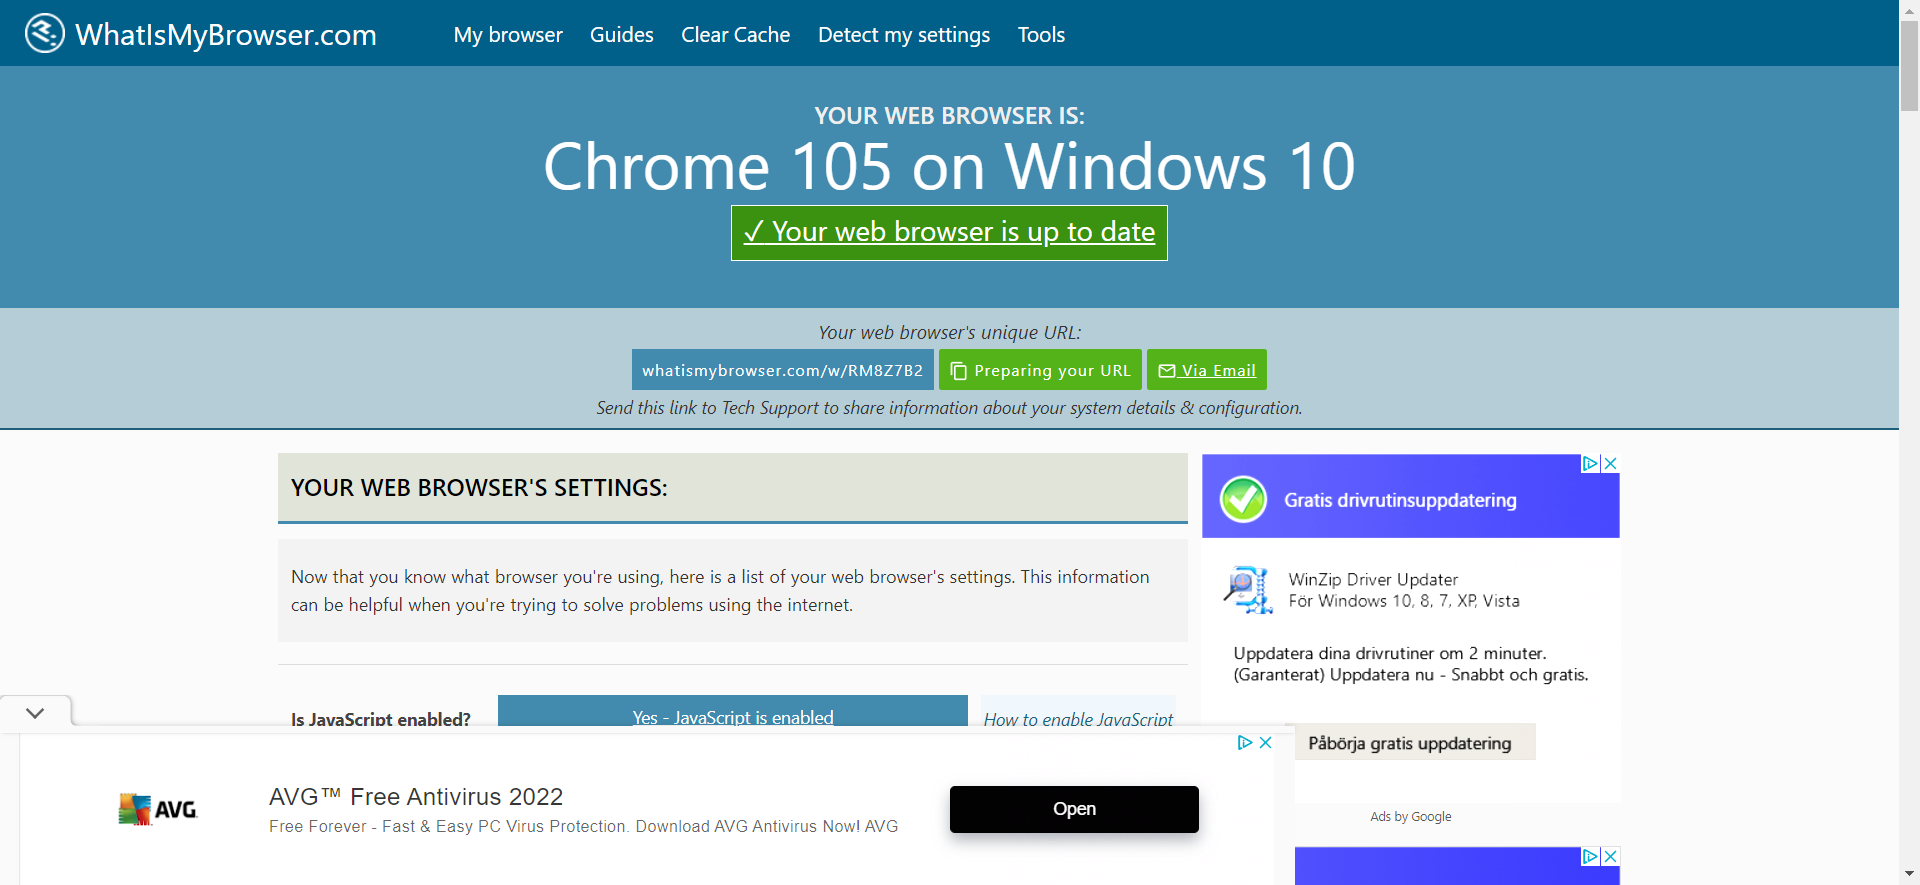 WhatIsMyBrowser.com
My browser
Guides
Clear Cache
Detect my settings
Tools
YOUR WEB BROWSER IS:
Chrome 105 on Windows 10
✓ Your web browser is up to date
Your web browser's unique URL:
whatismybrowser.com/w/RM8Z7B2
Preparing your URL
Via Email
Send this link to Tech Support to share information about your system details & configuration.
YOUR WEB BROWSER'S SETTINGS:
Now that you know what browser you're using, here is a list of your web browser's settings. This information
can be helpful when you're trying to solve problems using the internet.
Is JavaScript enabled?
Yes - JavaScript is enabled
How to enable JavaScript
Gratis drivrutinsuppdatering
WinZip Driver Updater
För Windows 10, 8, 7, XP, Vista
Uppdatera dina drivrutiner om 2 minuter.
(Garanterat) Uppdatera nu - Snabbt och gratis.
Påbörja gratis uppdatering
Ads by Google
AVG
AVG™ Free Antivirus 2022
Free Forever - Fast & Easy PC Virus Protection. Download AVG Antivirus Now! AVG
Open